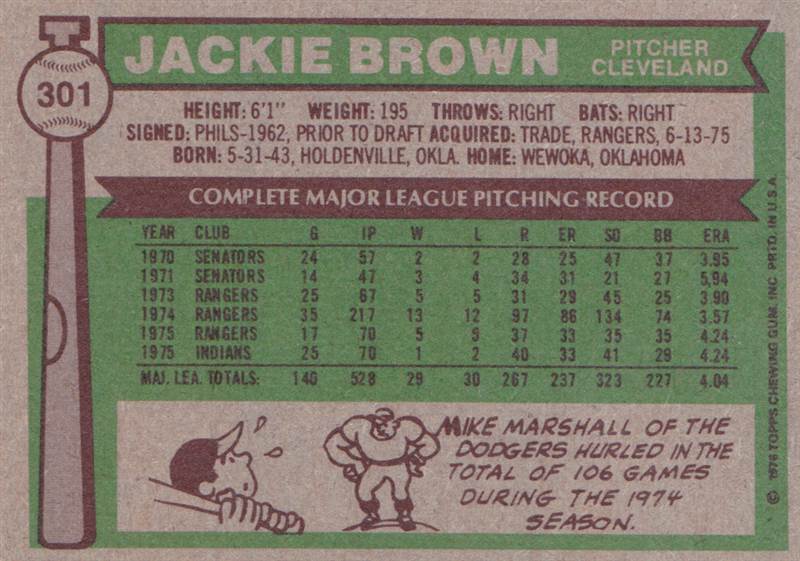 JACKIE BROWN
PITCHER
CLEVELAND
301
HEIGHT: 6'1" WEIGHT: 195 THROWS: RIGHT BATS: RIGHT
SIGNED: PHILS-1962, PRIOR TO DRAFT ACQUIRED: TRADE, RANGERS, 6-13-75
BORN: 5-31-43, HOLDENVILLE, OKLA. HOME: WEWOKA, OKLAHOMA
COMPLETE MAJOR LEAGUE PITCHING RECORD
YEAR CLUB G IP W L R ER SO BB ERA
1970 SENATORS 24 57 2 2 28 25 47 37 3.95
1971 SENATORS 14 47 3 4 34 31 21 27 5.94
1973 RANGERS 25 67 5 5 31 29 45 25 3.90
1974 RANGERS 35 217 13 12 97 86 134 74 3.57
1975 RANGERS 17 70 5 9 37 33 35 35 4.24
1975 INDIANS 25 70 1 2 40 33 41 29 4.24
MAJ. LEA. TOTALS: 140 528 29 30 267 237 323 227 4.04
MIKE MARSHALL OF THE
DODGERS HURLED IN THE
TOTAL OF 106 GAMES
DURING THE 1974
SEASON.
© 1976 TOPPS CHEWING GUM, INC. PRTD. IN U.S.A.